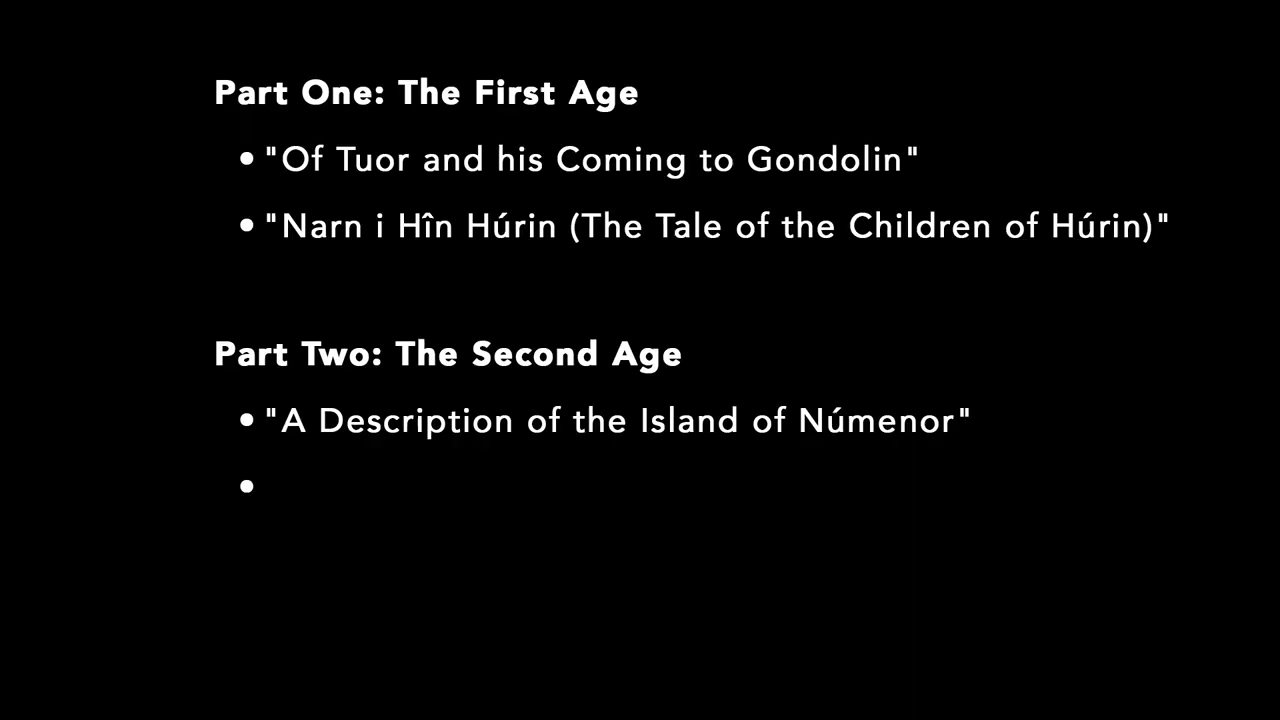 Part One: The First Age
• "Of Tuor and his Coming to Gondolin"
• "Narn i Hîn Húrin (The Tale of the Children of Húrin)"
Part Two: The Second Age
• "A Description of the Island of Númenor"
•